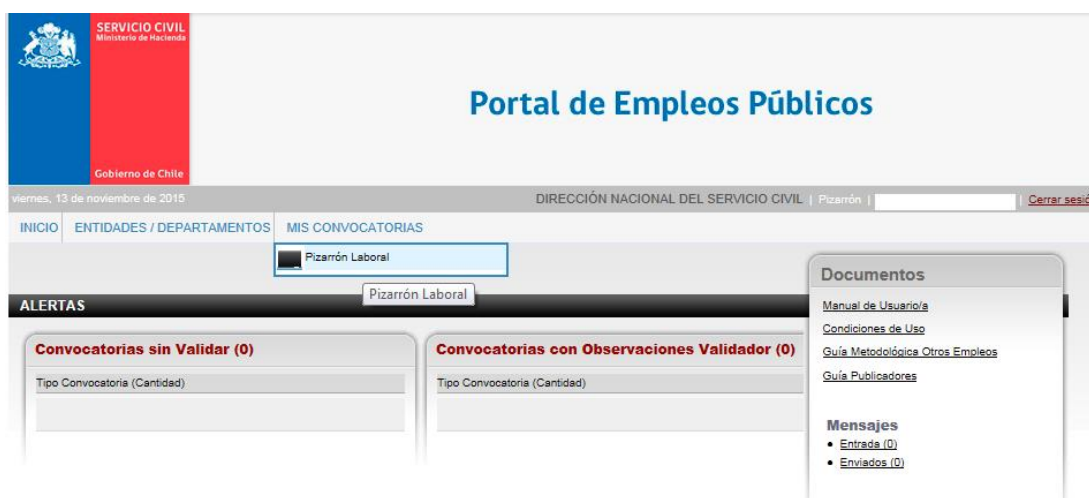 SERVICIO CIVIL
Ministerio de Hacienda
Gobierno de Chile
Portal de Empleos Públicos
viernes, 13 de noviembre de 2015
DIRECCIÓN NACIONAL DEL SERVICIO CIVIL | Pizarrón | | Cerrar sesió
INICIO ENTIDADES / DEPARTAMENTOS MIS CONVOCATORIAS
Pizarrón Laboral
Pizarrón Laboral
ALERTAS
Convocatorias sin Validar (0)
Tipo Convocatoria (Cantidad)
Convocatorias con Observaciones Validador (0)
Tipo Convocatoria (Cantidad)
Documentos
Manual de Usuario/a
Condiciones de Uso
Guía Metodológica Otros Empleos
Guía Publicadores
Mensajes
• Entrada (0)
• Enviados (0)